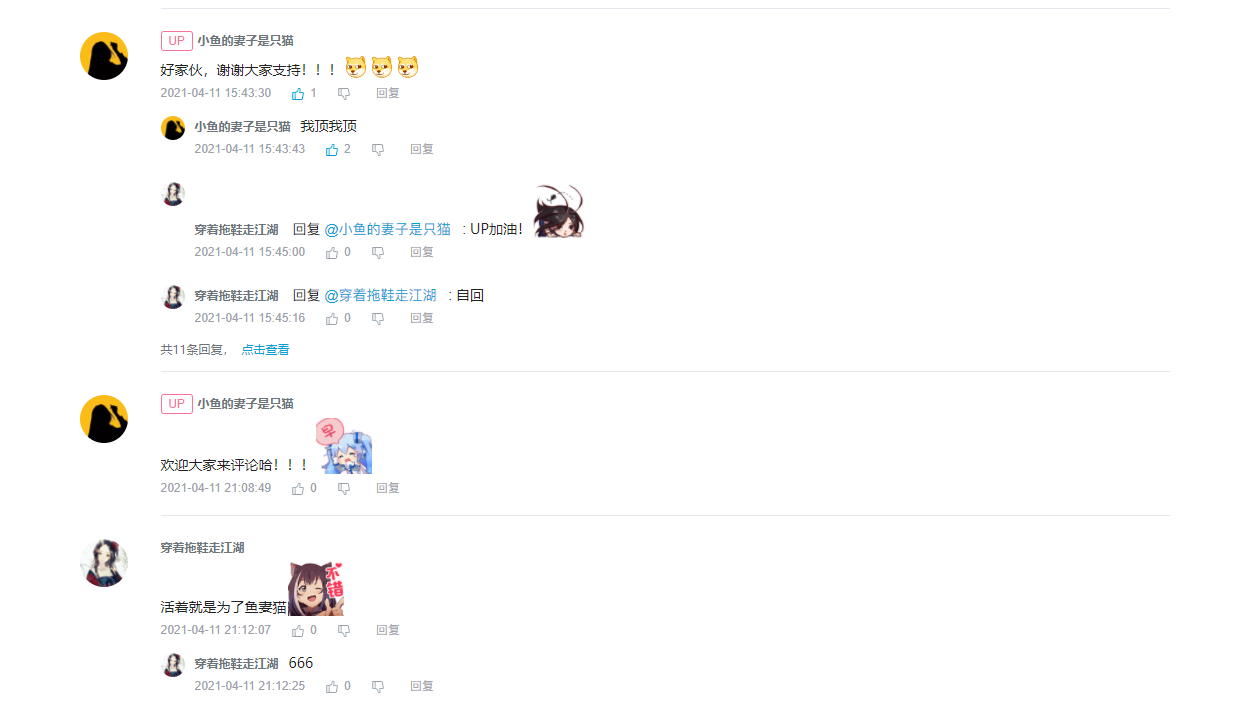 UP 小鱼的妻子是只猫
好家伙，谢谢大家支持！！！
2021-04-11 15:43:30 1 回复
小鱼的妻子是只猫 我顶我顶
2021-04-11 15:43:43 2 回复
穿着拖鞋走江湖 回复 @小鱼的妻子是只猫 : UP加油！
2021-04-11 15:45:00 0 回复
穿着拖鞋走江湖 回复 @穿着拖鞋走江湖 : 自回
2021-04-11 15:45:16 0 回复
共11条回复， 点击查看
UP 小鱼的妻子是只猫
早
欢迎大家来评论哈！！！
2021-04-11 21:08:49 0 回复
穿着拖鞋走江湖
不错
活着就是为了鱼妻猫
2021-04-11 21:12:07 0 回复
穿着拖鞋走江湖 666
2021-04-11 21:12:25 0 回复